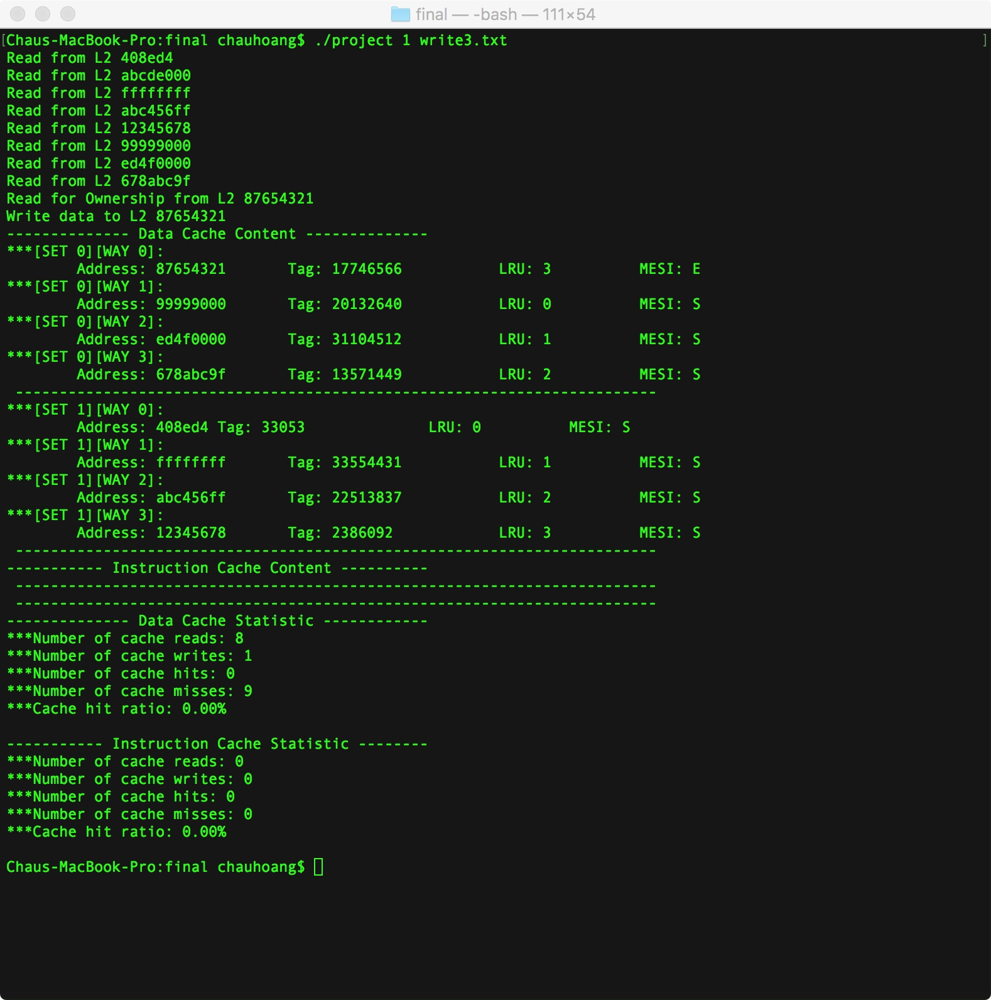 final — -bash — 111×54
[Chaus-MacBook-Pro:final chauhoang$ ./project 1 write3.txt ]
Read from L2 408ed4
Read from L2 abcde000
Read from L2 ffffffff
Read from L2 abc456ff
Read from L2 12345678
Read from L2 99999000
Read from L2 ed4f0000
Read from L2 678abc9f
Read for Ownership from L2 87654321
Write data to L2 87654321
-------------- Data Cache Content --------------
***[SET 0][WAY 0]:
Address: 87654321 Tag: 17746566 LRU: 3 MESI: E
***[SET 0][WAY 1]:
Address: 99999000 Tag: 20132640 LRU: 0 MESI: S
***[SET 0][WAY 2]:
Address: ed4f0000 Tag: 31104512 LRU: 1 MESI: S
***[SET 0][WAY 3]:
Address: 678abc9f Tag: 13571449 LRU: 2 MESI: S
-------------------------------------------------------------------------
***[SET 1][WAY 0]:
Address: 408ed4 Tag: 33053 LRU: 0 MESI: S
***[SET 1][WAY 1]:
Address: ffffffff Tag: 33554431 LRU: 1 MESI: S
***[SET 1][WAY 2]:
Address: abc456ff Tag: 22513837 LRU: 2 MESI: S
***[SET 1][WAY 3]:
Address: 12345678 Tag: 2386092 LRU: 3 MESI: S
-------------------------------------------------------------------------
----------- Instruction Cache Content ----------
-------------------------------------------------------------------------
-------------------------------------------------------------------------
-------------- Data Cache Statistic ------------
***Number of cache reads: 8
***Number of cache writes: 1
***Number of cache hits: 0
***Number of cache misses: 9
***Cache hit ratio: 0.00%
----------- Instruction Cache Statistic --------
***Number of cache reads: 0
***Number of cache writes: 0
***Number of cache hits: 0
***Number of cache misses: 0
***Cache hit ratio: 0.00%
Chaus-MacBook-Pro:final chauhoang$